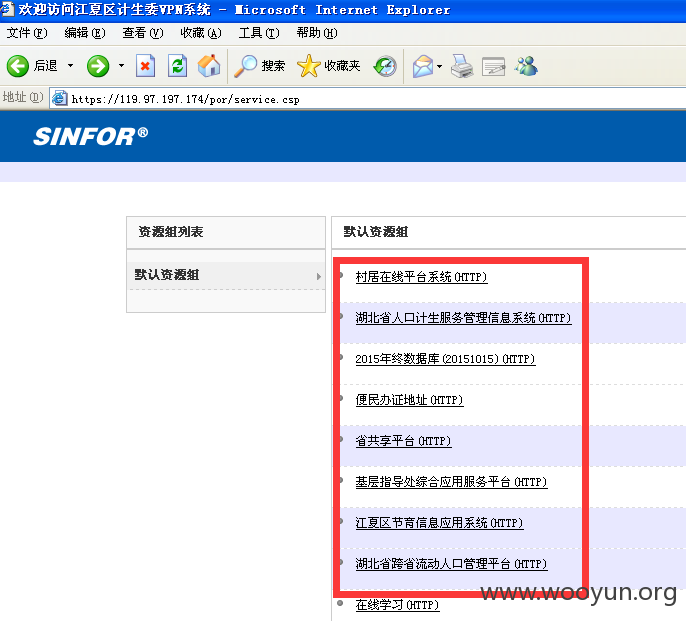 欢迎访问江夏区计生委VPN系统 - Microsoft Internet Explorer
文件(F) 编辑(E) 查看(V) 收藏(A) 工具(T) 帮助(H)
后退 搜索 收藏夹
地址(D) https://119.97.197.174/por/service.csp
SINFOR®
资源组列表
默认资源组
默认资源组
村居在线平台系统(HTTP)
湖北省人口计生服务管理信息系统(HTTP)
2015年终数据库(20151015)(HTTP)
便民办证地址(HTTP)
省共享平台(HTTP)
基层指导处综合应用服务平台(HTTP)
江夏区节育信息应用系统(HTTP)
湖北省跨省流动人口管理平台(HTTP)
在线学习(HTTP)
www.wooyun.org